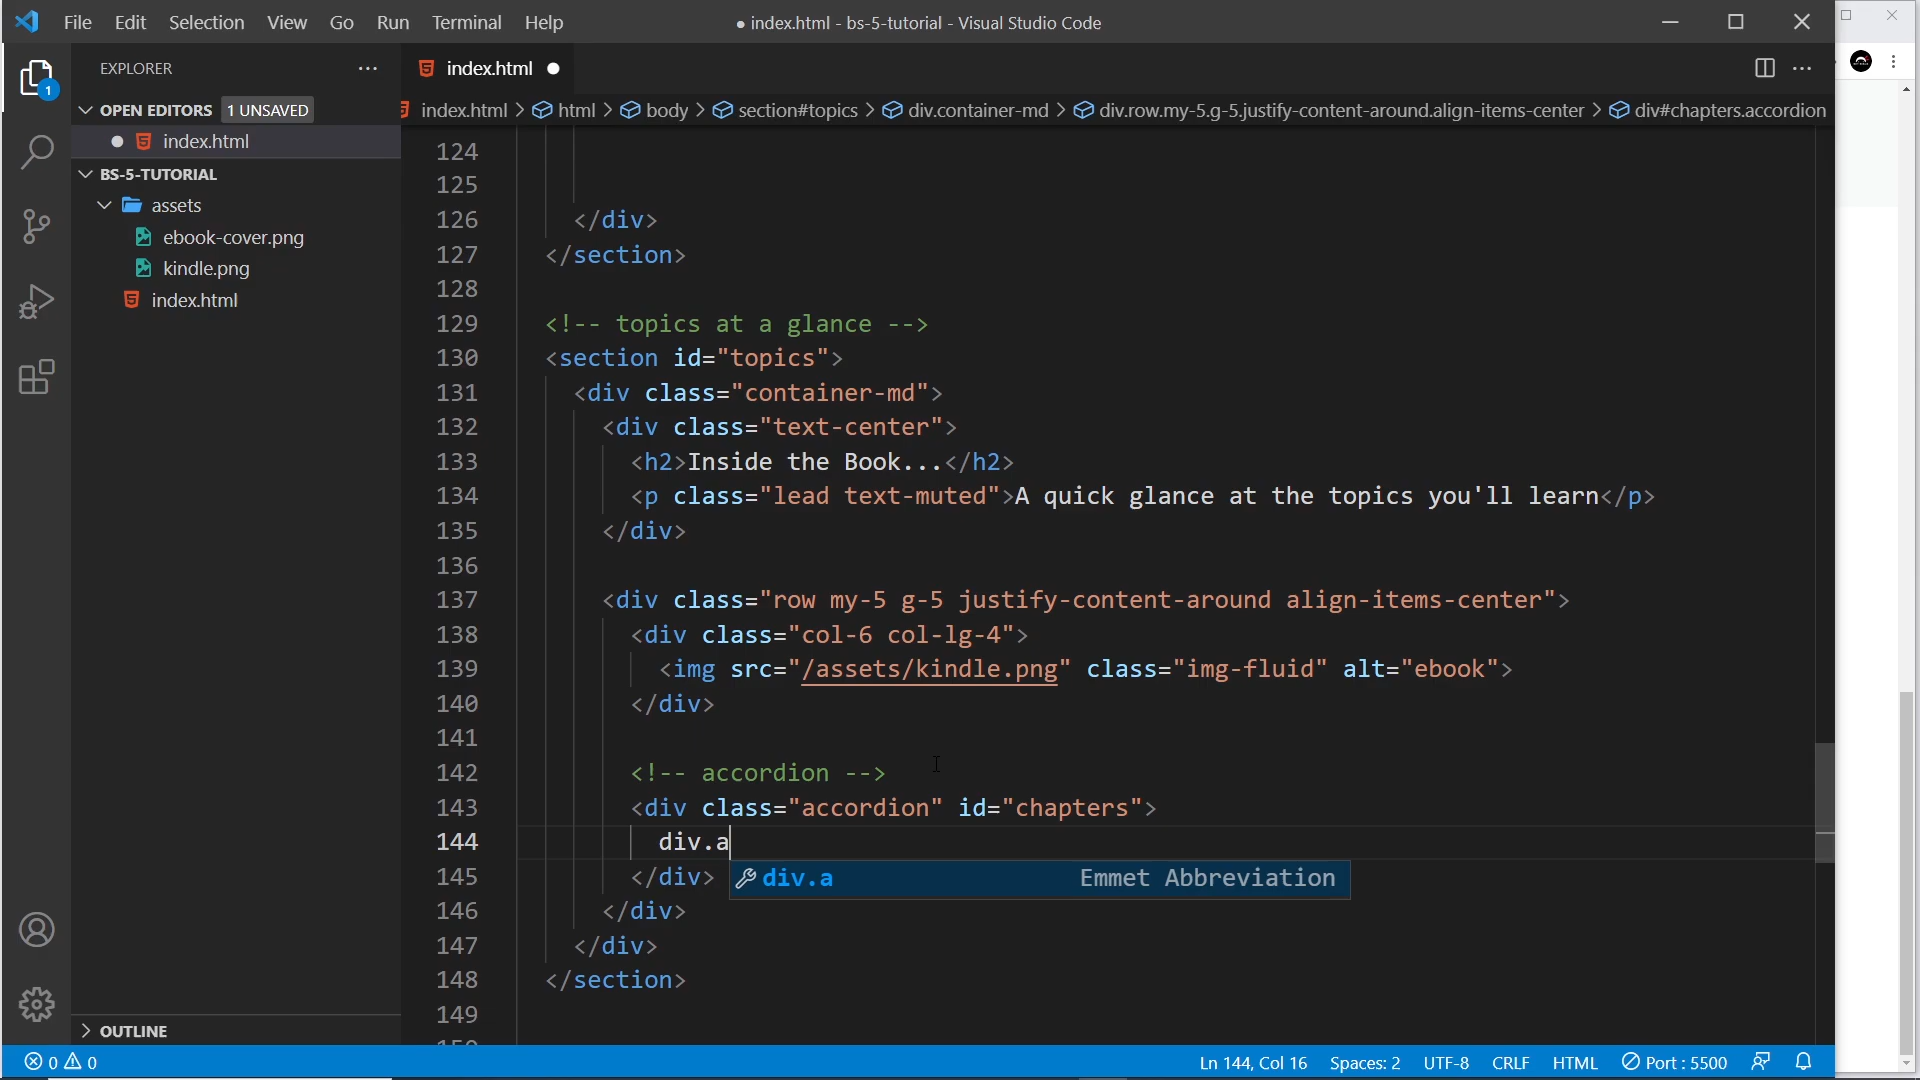 File Edit Selection View Go Run Terminal Help
● index.html - bs-5-tutorial - Visual Studio Code
EXPLORER
index.html
OPEN EDITORS 1 UNSAVED
index.html > html > body > section#topics > div.container-md > div.row.my-5.g-5.justify-content-around.align-items-center > div#chapters.accordion
1
index.html
BS-5-TUTORIAL
assets
ebook-cover.png
kindle.png
index.html
124
125
126 </div>
127 </section>
128
129 <!-- topics at a glance -->
130 <section id="topics">
131 <div class="container-md">
132 <div class="text-center">
133 <h2>Inside the Book...</h2>
134 <p class="lead text-muted">A quick glance at the topics you'll learn</p>
135 </div>
136
137 <div class="row my-5 g-5 justify-content-around align-items-center">
138 <div class="col-6 col-lg-4">
139 <img src="/assets/kindle.png" class="img-fluid" alt="ebook">
140 </div>
141
142 <!-- accordion -->
143 <div class="accordion" id="chapters">
144 div.a
145 </div>
div.a Emmet Abbreviation
146 </div>
147 </div>
148 </section>
149
OUTLINE
0 0 Ln 144, Col 16 Spaces: 2 UTF-8 CRLF HTML Port : 5500